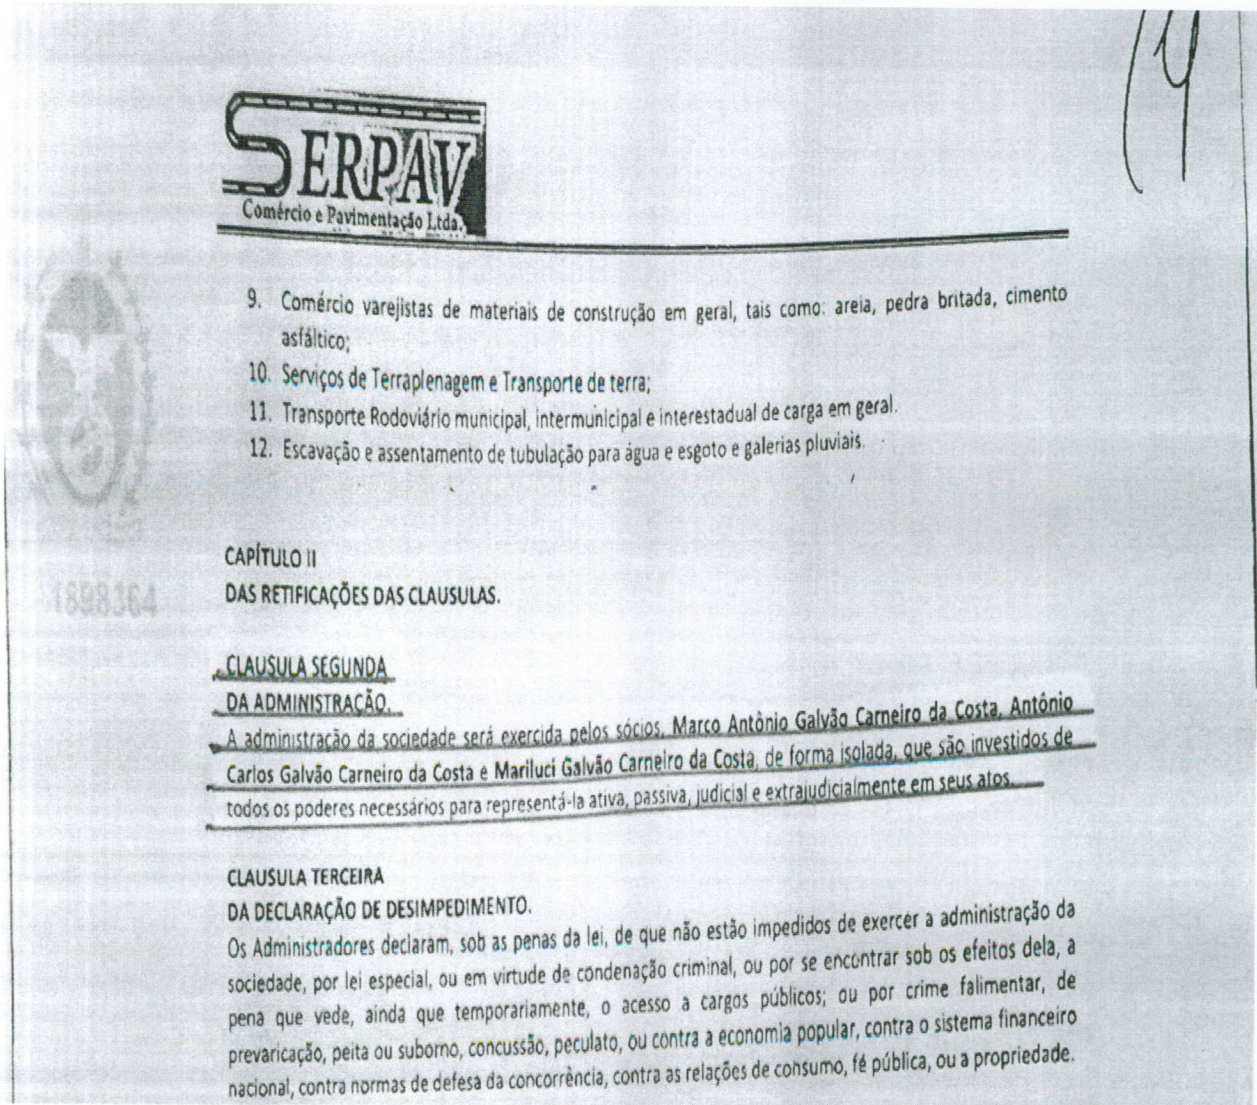 SERPAV
Comércio e Pavimentação Ltda.
9. Comércio varejistas de materiais de construção em geral, tais como: areia, pedra britada, cimento
asfáltico;
10. Serviços de Terraplenagem e Transporte de terra;
11. Transporte Rodoviário municipal, intermunicipal e interestadual de carga em geral.
12. Escavação e assentamento de tubulação para água e esgoto e galerias pluviais.
CAPÍTULO II
1898364
DAS RETIFICAÇÕES DAS CLAUSULAS.
CLAUSULA SEGUNDA
DA ADMINISTRAÇÃO.
A administração da sociedade será exercida pelos sócios, Marco Antônio Galvão Carneiro da Costa, Antônio
Carlos Galvão Carneiro da Costa e Mariluci Galvão Carneiro da Costa, de forma isolada, que são investidos de
todos os poderes necessários para representá-la ativa, passiva, judicial e extrajudicialmente em seus atos.
CLAUSULA TERCEIRA
DA DECLARAÇÃO DE DESIMPEDIMENTO.
Os Administradores declaram, sob as penas da lei, de que não estão impedidos de exercer a administração da
sociedade, por lei especial, ou em virtude de condenação criminal, ou por se encontrar sob os efeitos dela, a
pena que vede, ainda que temporariamente, o acesso a cargos públicos; ou por crime falimentar, de
prevaricação, peita ou suborno, concussão, peculato, ou contra a economia popular, contra o sistema financeiro
nacional, contra normas de defesa da concorrência, contra as relações de consumo, fé pública, ou a propriedade.